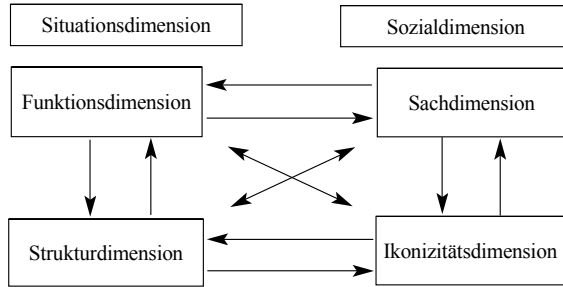 Situationsdimension
Sozialdimension
Funktionsdimension
Sachdimension
Strukturdimension
Ikonizitätsdimension